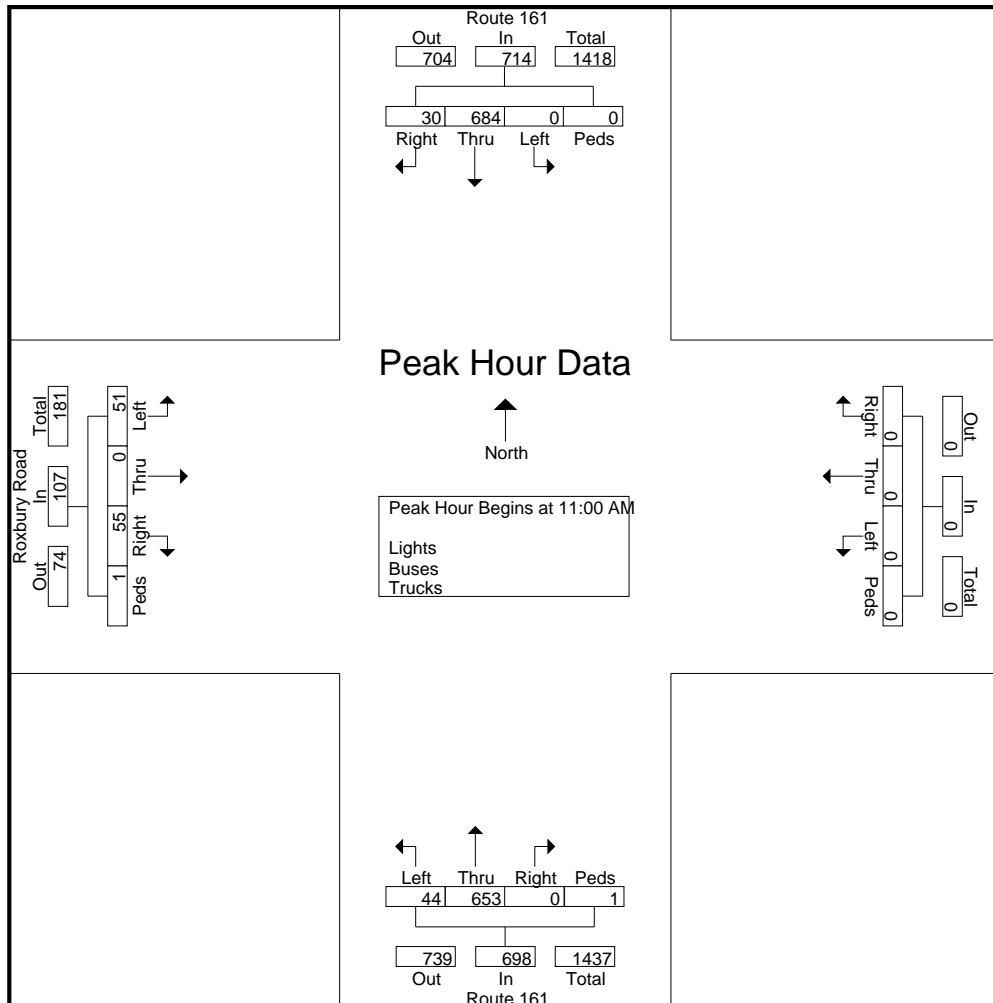 Route 161
Out In Total
704 714 1418
30 684 0 0
Right Thru Left Peds
Peak Hour Data
North
Peak Hour Begins at 11:00 AM
Lights
Buses
Trucks
Roxbury Road
Out In Total
74 107 181
51 0 55 1
Left Thru Right Peds
Out In Total
0 0 0
0 0 0 0
Right Thru Left Peds
Left Thru Right Peds
44 653 0 1
739 698 1437
Out In Total
Route 161